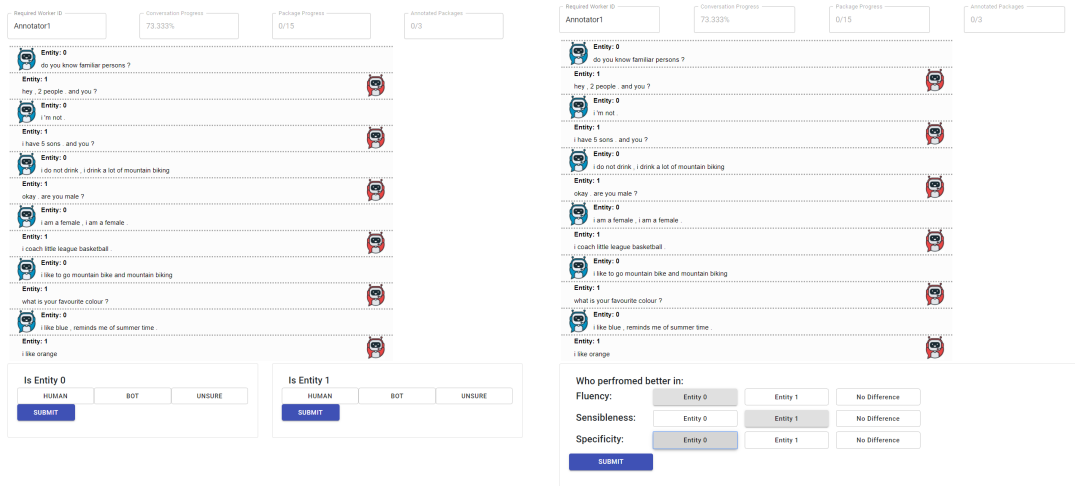 Required Worker ID
Annotator1
Conversation Progress
73.333%
Package Progress
0/15
Annotated Packages
0/3
Entity: 0
do you know familiar persons ?
Entity: 1
hey , 2 people . and you ?
Entity: 0
i 'm not .
Entity: 1
i have 5 sons . and you ?
Entity: 0
i do not drink , i drink a lot of mountain biking
Entity: 1
okay . are you male ?
Entity: 0
i am a female , i am a female .
Entity: 1
i coach little league basketball .
Entity: 0
i like to go mountain bike and mountain biking
Entity: 1
what is your favourite colour ?
Entity: 0
i like blue , reminds me of summer time .
Entity: 1
i like orange
Is Entity 0
HUMAN BOT UNSURE
SUBMIT
Is Entity 1
HUMAN BOT UNSURE
SUBMIT
Required Worker ID
Annotator1
Conversation Progress
73.333%
Package Progress
0/15
Annotated Packages
0/3
Entity: 0
do you know familiar persons ?
Entity: 1
hey , 2 people . and you ?
Entity: 0
i 'm not .
Entity: 1
i have 5 sons . and you ?
Entity: 0
i do not drink , i drink a lot of mountain biking
Entity: 1
okay . are you male ?
Entity: 0
i am a female , i am a female .
Entity: 1
i coach little league basketball .
Entity: 0
i like to go mountain bike and mountain biking
Entity: 1
what is your favourite colour ?
Entity: 0
i like blue , reminds me of summer time .
Entity: 1
i like orange
Who perfromed better in:
Fluency: Entity 0 Entity 1 No Difference
Sensibleness: Entity 0 Entity 1 No Difference
Specificity: Entity 0 Entity 1 No Difference
SUBMIT